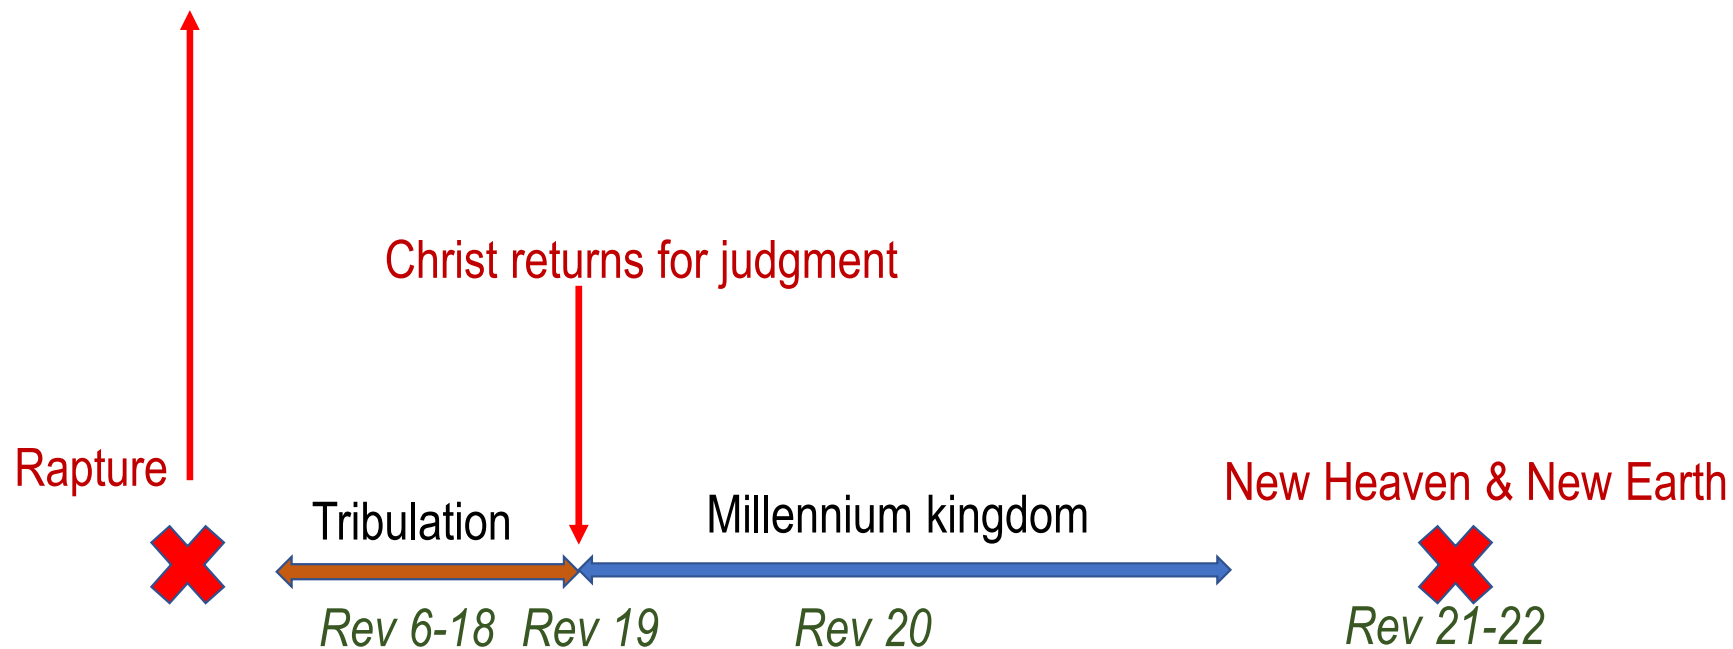 Christ returns for judgment
Rapture
New Heaven & New Earth
Tribulation
Millennium kingdom
Rev 6-18
Rev 19
Rev 20
Rev 21-22